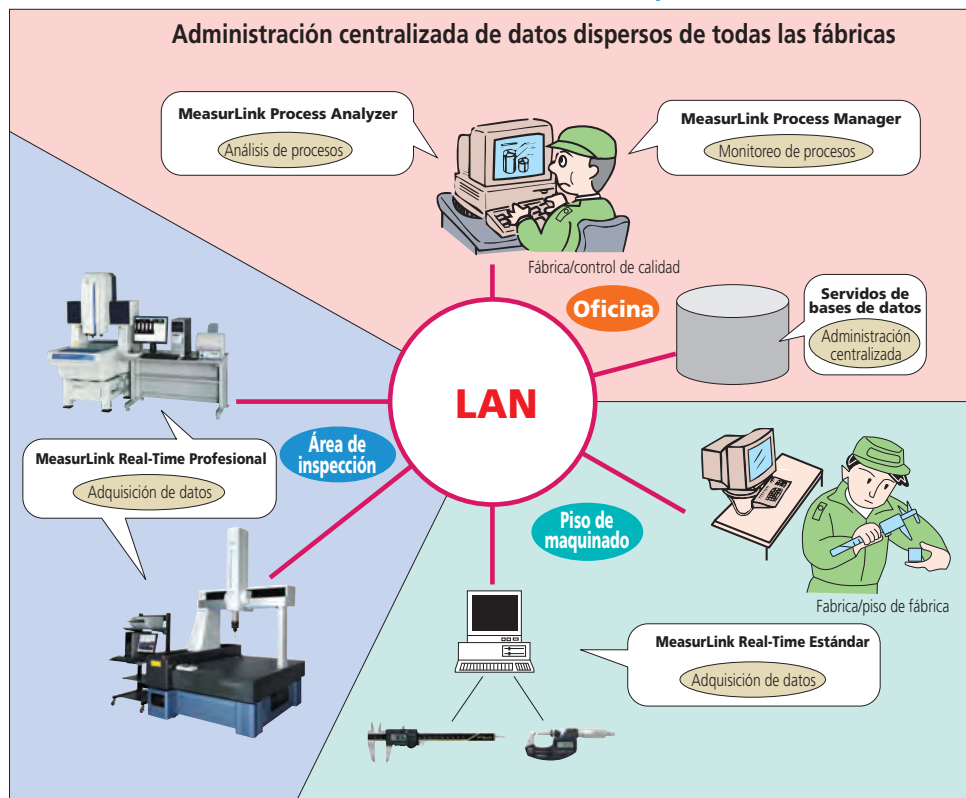 Administración centralizada de datos dispersos de todas las fábricas
MeasurLink Process Analyzer
Análisis de procesos
MeasurLink Process Manager
Monitoreo de procesos
Fábrica/control de calidad
Oficina
Servidos de
bases de datos
Administración
centralizada
LAN
Área de
inspección
MeasurLink Real-Time Profesional
Adquisición de datos
Piso de
maquinado
Fabrica/piso de fábrica
MeasurLink Real-Time Estándar
Adquisición de datos